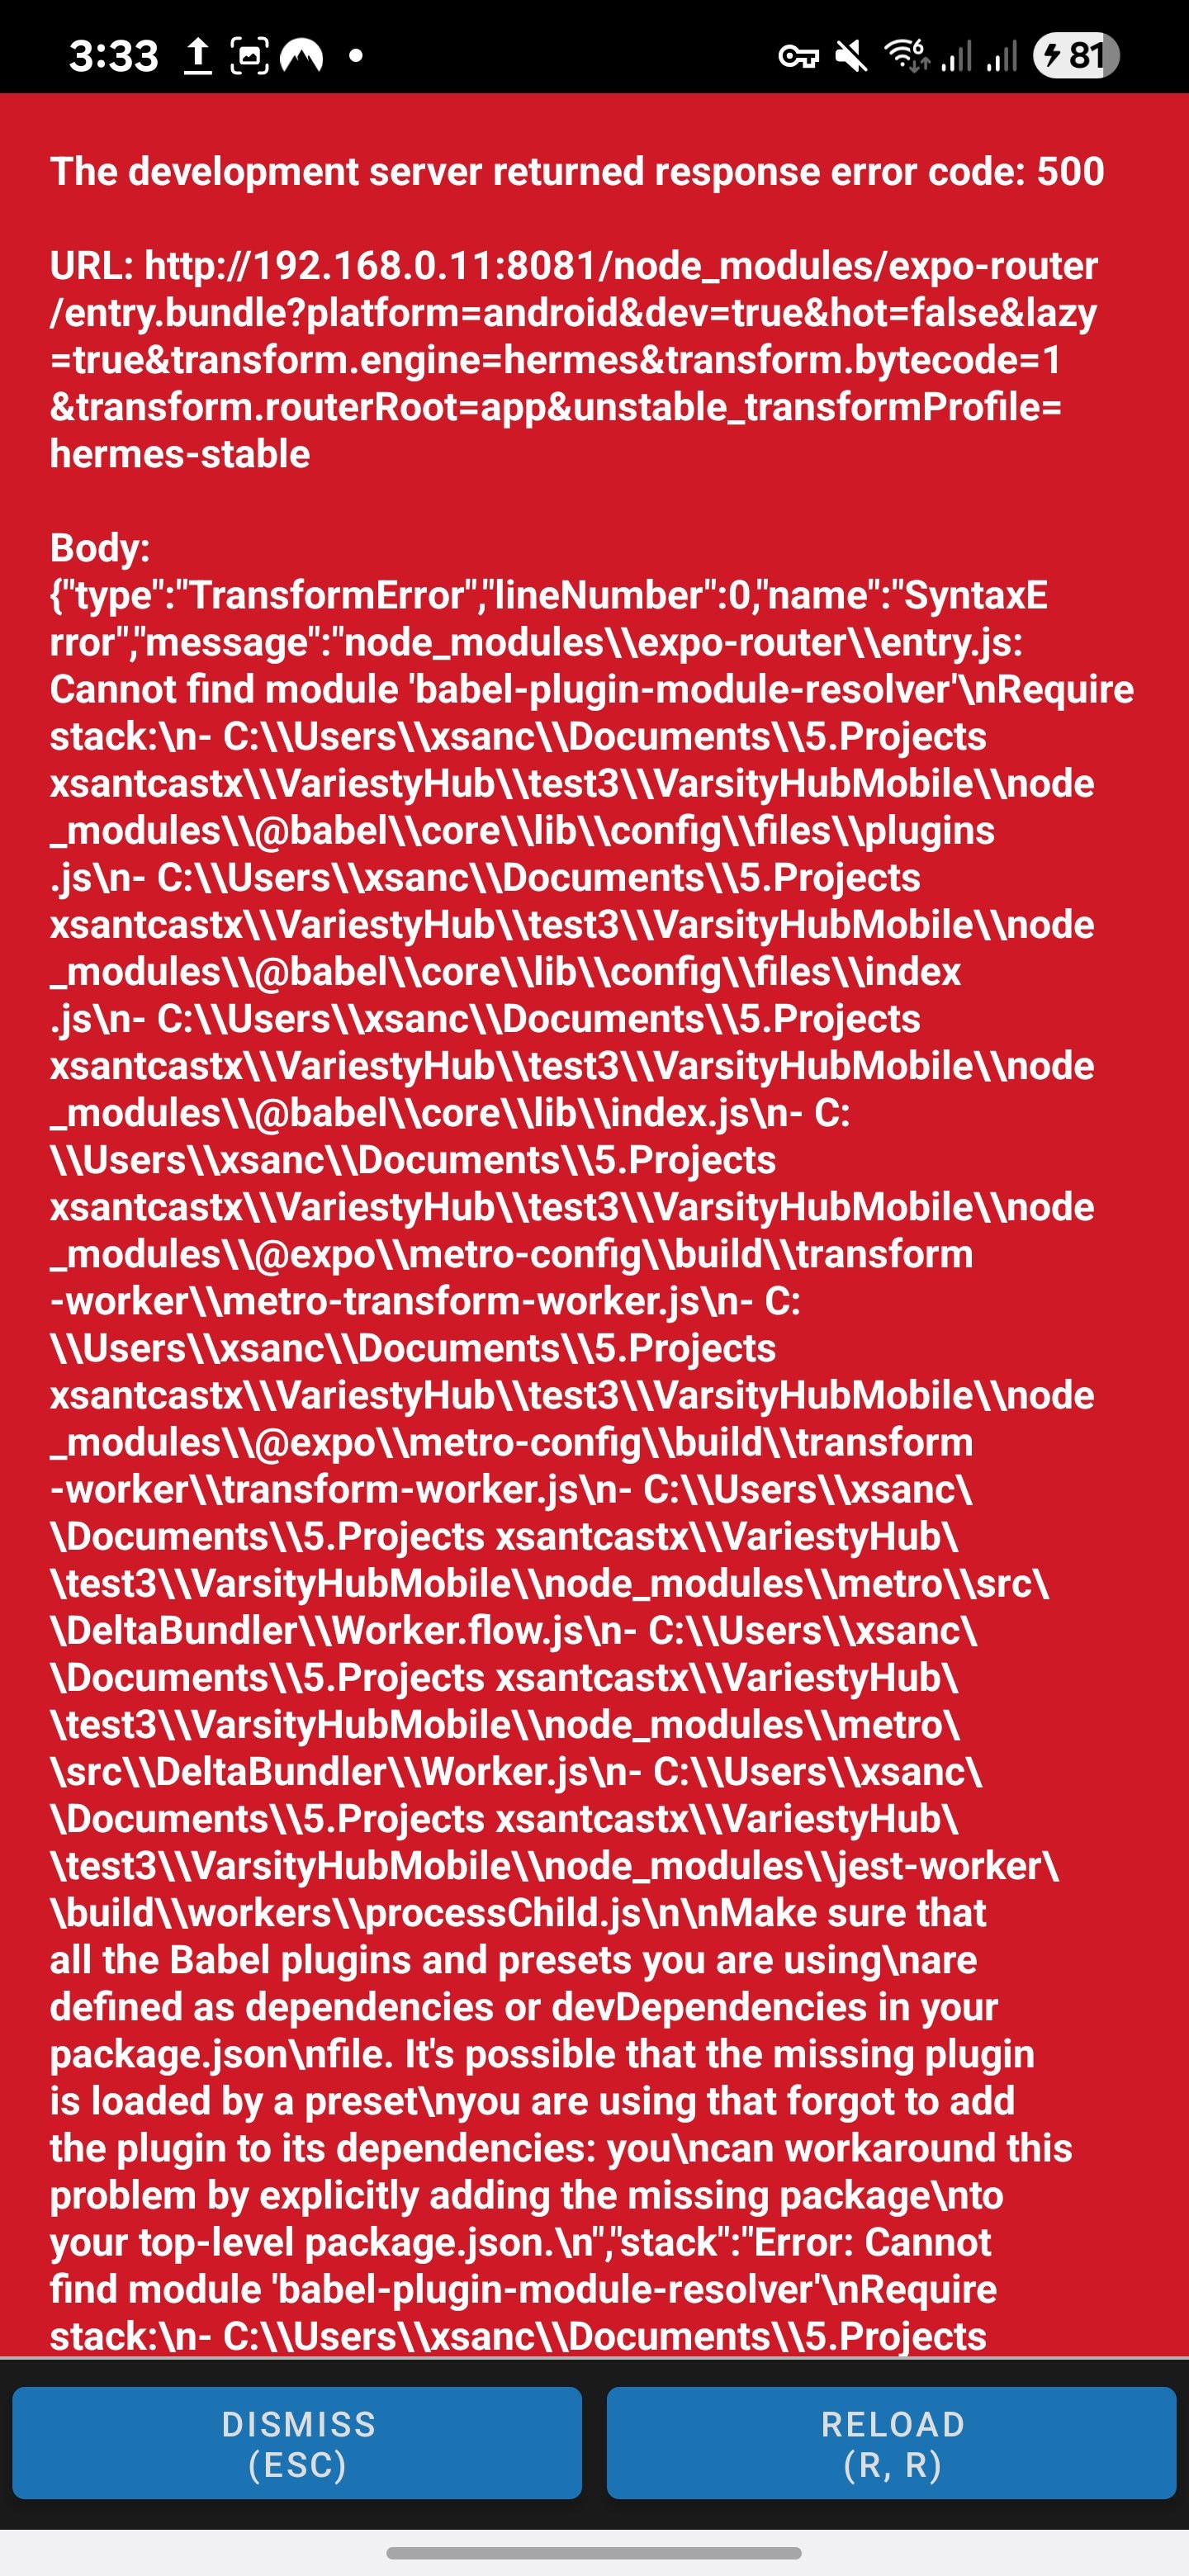 3:33
6
81
The development server returned response error code: 500
URL: http://192.168.0.11:8081/node_modules/expo-router
/entry.bundle?platform=android&dev=true&hot=false&lazy
=true&transform.engine=hermes&transform.bytecode=1
&transform.routerRoot=app&unstable_transformProfile=
hermes-stable
Body:
{"type":"TransformError","lineNumber":0,"name":"SyntaxE
rror","message":"node_modules\\expo-router\\entry.js:
Cannot find module 'babel-plugin-module-resolver'\nRequire
stack:\n- C:\\Users\\xsanc\\Documents\\5.Projects
xsantcastx\\VariestyHub\\test3\\VarsityHubMobile\\node
_modules\\@babel\\core\\lib\\config\\files\\plugins
.js\n- C:\\Users\\xsanc\\Documents\\5.Projects
xsantcastx\\VariestyHub\\test3\\VarsityHubMobile\\node
_modules\\@babel\\core\\lib\\config\\files\\index
.js\n- C:\\Users\\xsanc\\Documents\\5.Projects
xsantcastx\\VariestyHub\\test3\\VarsityHubMobile\\node
_modules\\@babel\\core\\lib\\index.js\n- C:
\\Users\\xsanc\\Documents\\5.Projects
xsantcastx\\VariestyHub\\test3\\VarsityHubMobile\\node
_modules\\@expo\\metro-config\\build\\transform
-worker\\metro-transform-worker.js\n- C:
\\Users\\xsanc\\Documents\\5.Projects
xsantcastx\\VariestyHub\\test3\\VarsityHubMobile\\node
_modules\\@expo\\metro-config\\build\\transform
-worker\\transform-worker.js\n- C:\\Users\\xsanc\
\Documents\\5.Projects xsantcastx\\VariestyHub\
\test3\\VarsityHubMobile\\node_modules\\metro\\src\
\DeltaBundler\\Worker.flow.js\n- C:\\Users\\xsanc\
\Documents\\5.Projects xsantcastx\\VariestyHub\
\test3\\VarsityHubMobile\\node_modules\\metro\
\src\\DeltaBundler\\Worker.js\n- C:\\Users\\xsanc\
\Documents\\5.Projects xsantcastx\\VariestyHub\
\test3\\VarsityHubMobile\\node_modules\\jest-worker\
\build\\workers\\processChild.js\n\nMake sure that
all the Babel plugins and presets you are using\nare
defined as dependencies or devDependencies in your
package.json\nfile. It's possible that the missing plugin
is loaded by a preset\nyou are using that forgot to add
the plugin to its dependencies: you\ncan workaround this
problem by explicitly adding the missing package\nto
your top-level package.json.\n","stack":"Error: Cannot
find module 'babel-plugin-module-resolver'\nRequire
stack:\n- C:\\Users\\xsanc\\Documents\\5.Projects
DISMISS
(ESC)
RELOAD
(R, R)